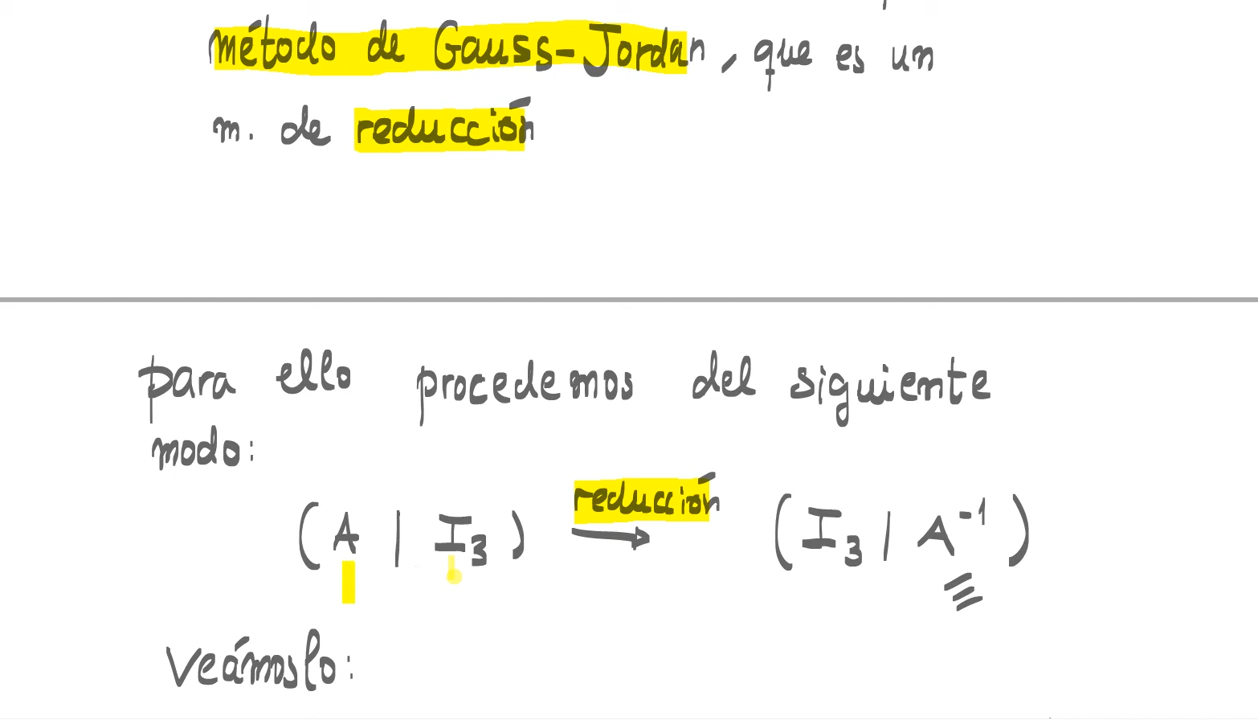 método de Gauss-Jordan, que es un
m. de reducción
para ello procedemos del siguiente
modo:
(A | I₃) reducción → (I₃ | A⁻¹)
Veámoslo: